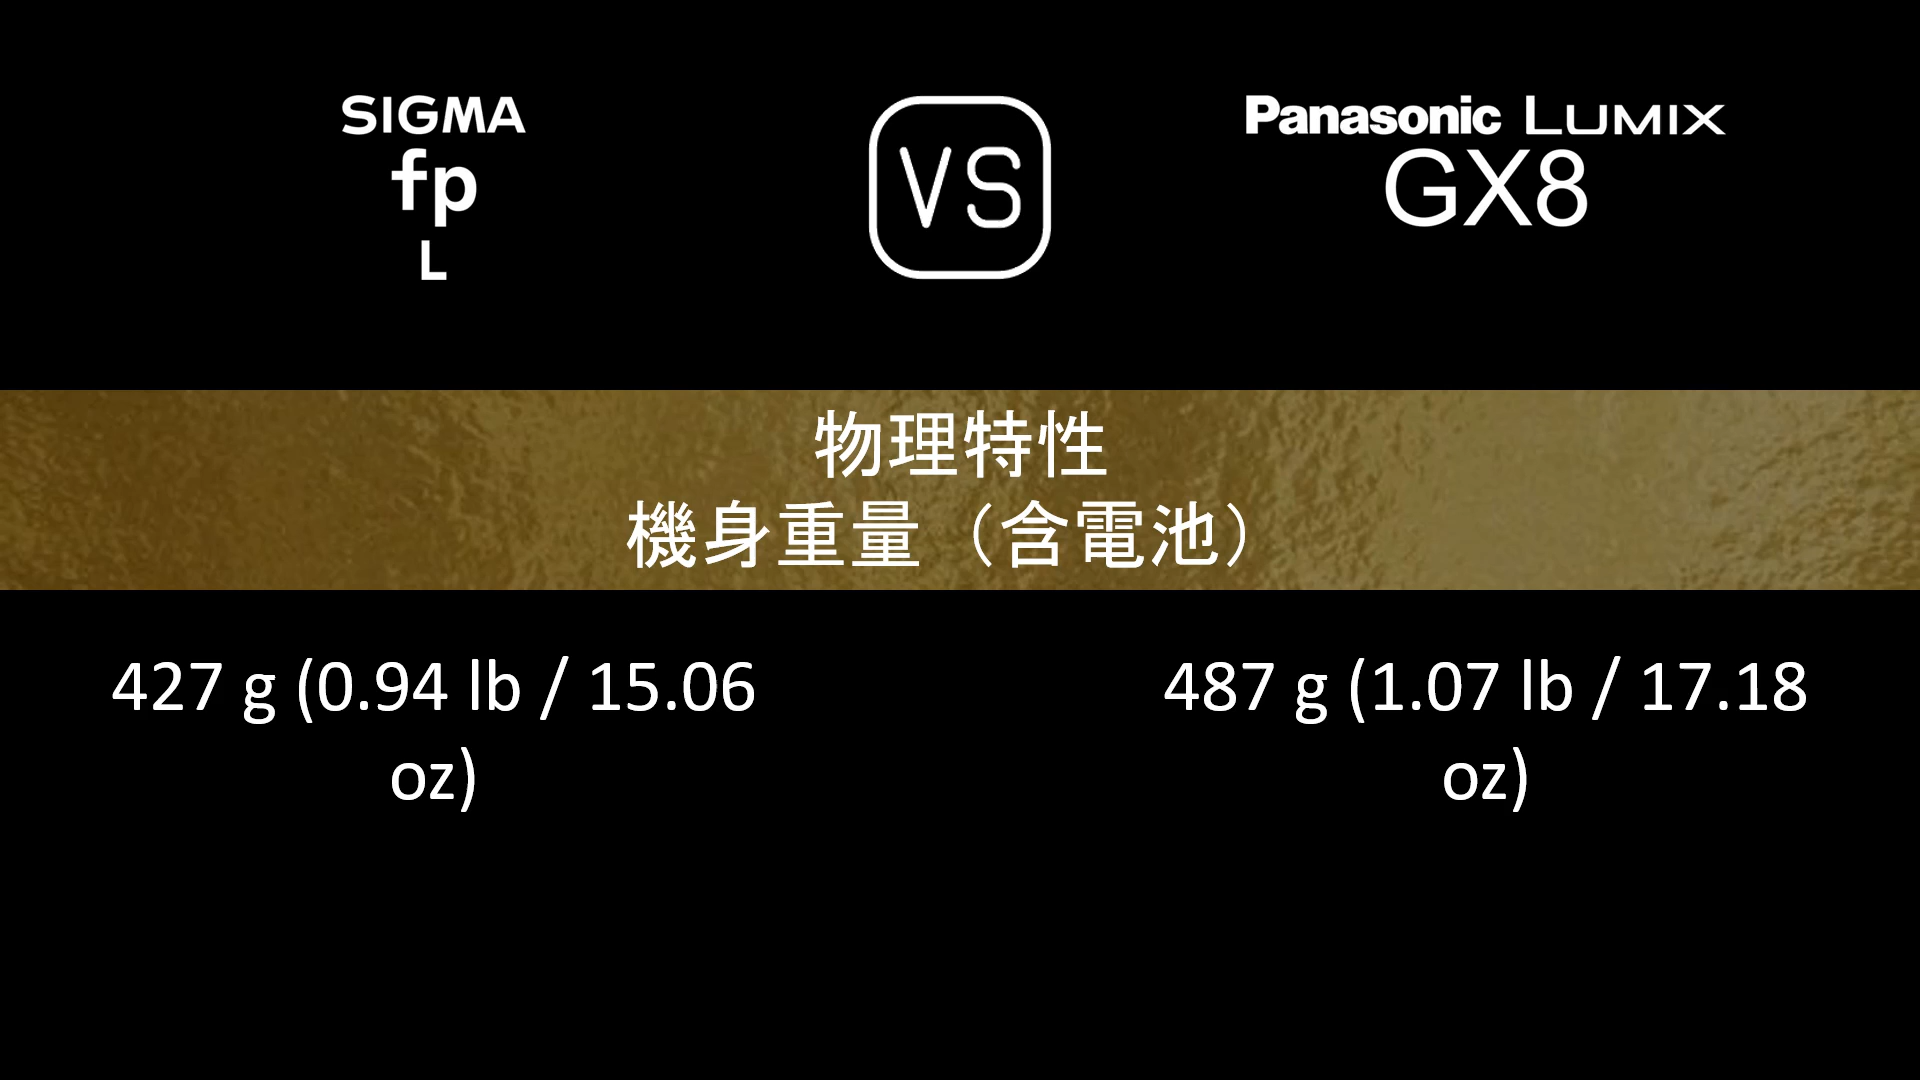 SIGMA
fp
L
VS
Panasonic LUMIX
GX8
物理特性
機身重量（含電池）
427 g (0.94 lb / 15.06
oz)
487 g (1.07 lb / 17.18
oz)